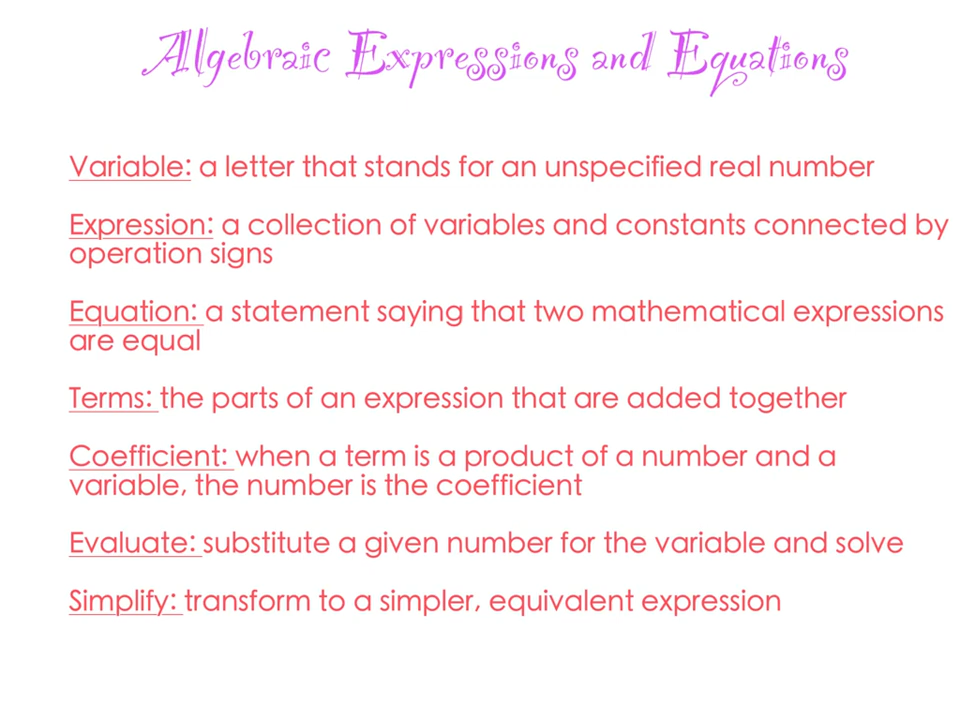 Algebraic Expressions and Equations
Variable: a letter that stands for an unspecified real number
Expression: a collection of variables and constants connected by
operation signs
Equation: a statement saying that two mathematical expressions
are equal
Terms: the parts of an expression that are added together
Coefficient: when a term is a product of a number and a
variable, the number is the coefficient
Evaluate: substitute a given number for the variable and solve
Simplify: transform to a simpler, equivalent expression